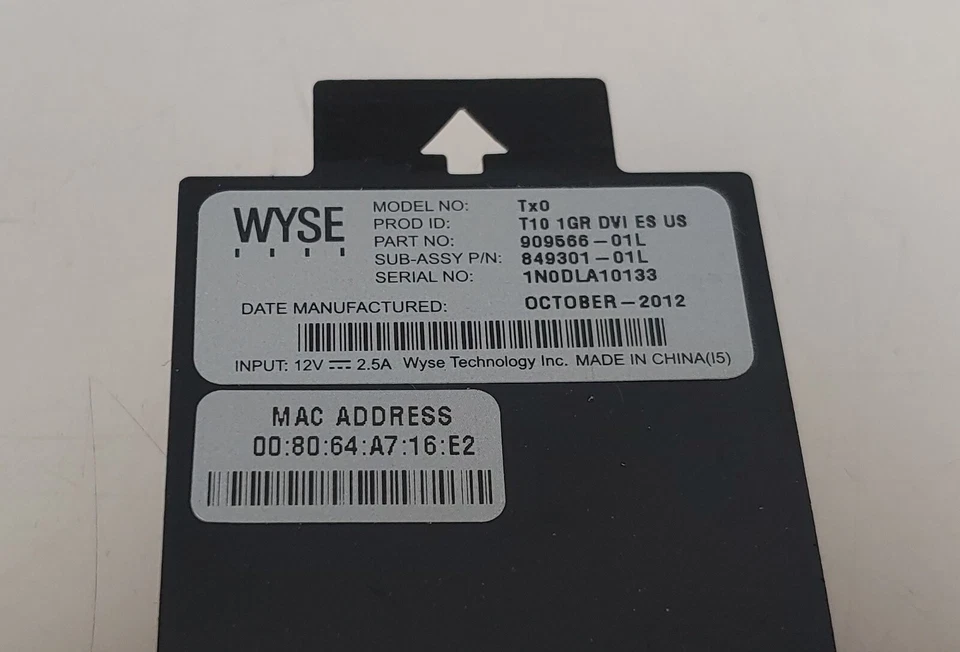 WYSE
MODEL NO: Tx0
PROD ID: T10 1GR DVI ES US
PART NO: 909566-01L
SUB-ASSY P/N: 849301-01L
SERIAL NO: 1N0DLA10133
DATE MANUFACTURED: OCTOBER-2012
INPUT: 12V ⎓ 2.5A Wyse Technology Inc. MADE IN CHINA(I5)
MAC ADDRESS
00:80:64:A7:16:E2